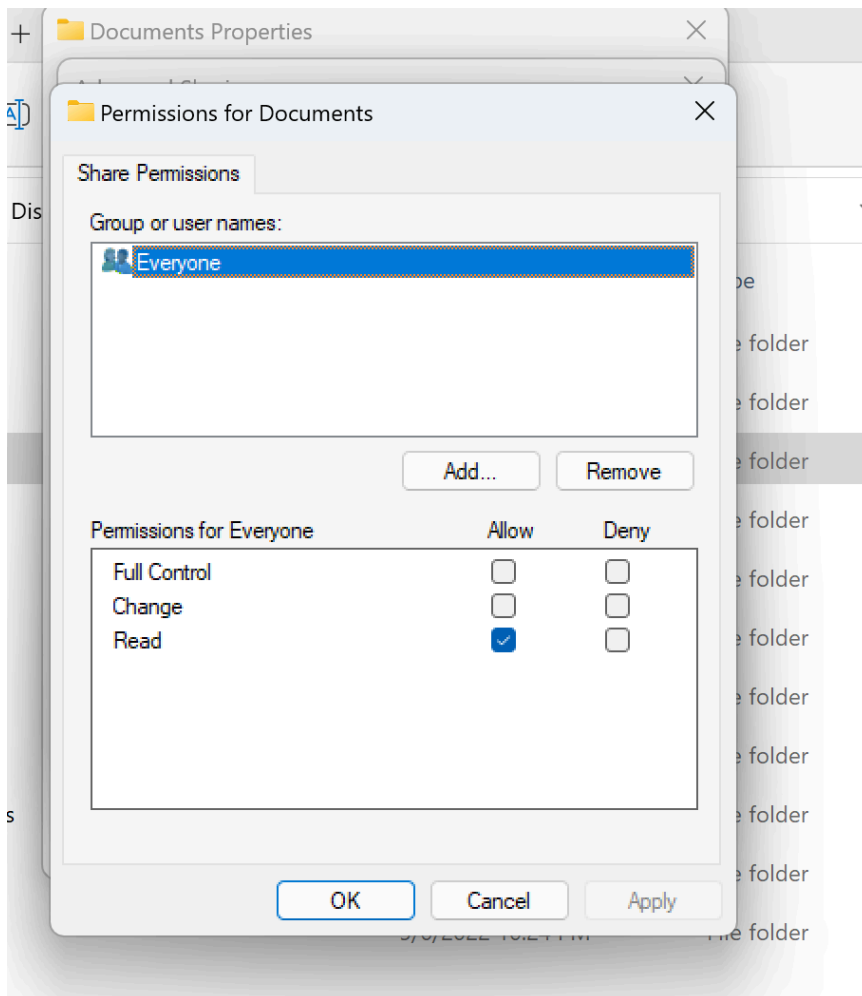 Documents Properties
Permissions for Documents
Share Permissions
Dis
Group or user names:
Everyone
pe
e folder
e folder
Add...
Remove
e folder
Permissions for Everyone
Allow
Deny
e folder
Full Control
e folder
Change
Read
e folder
e folder
e folder
s
e folder
e folder
OK
Cancel
Apply
File folder